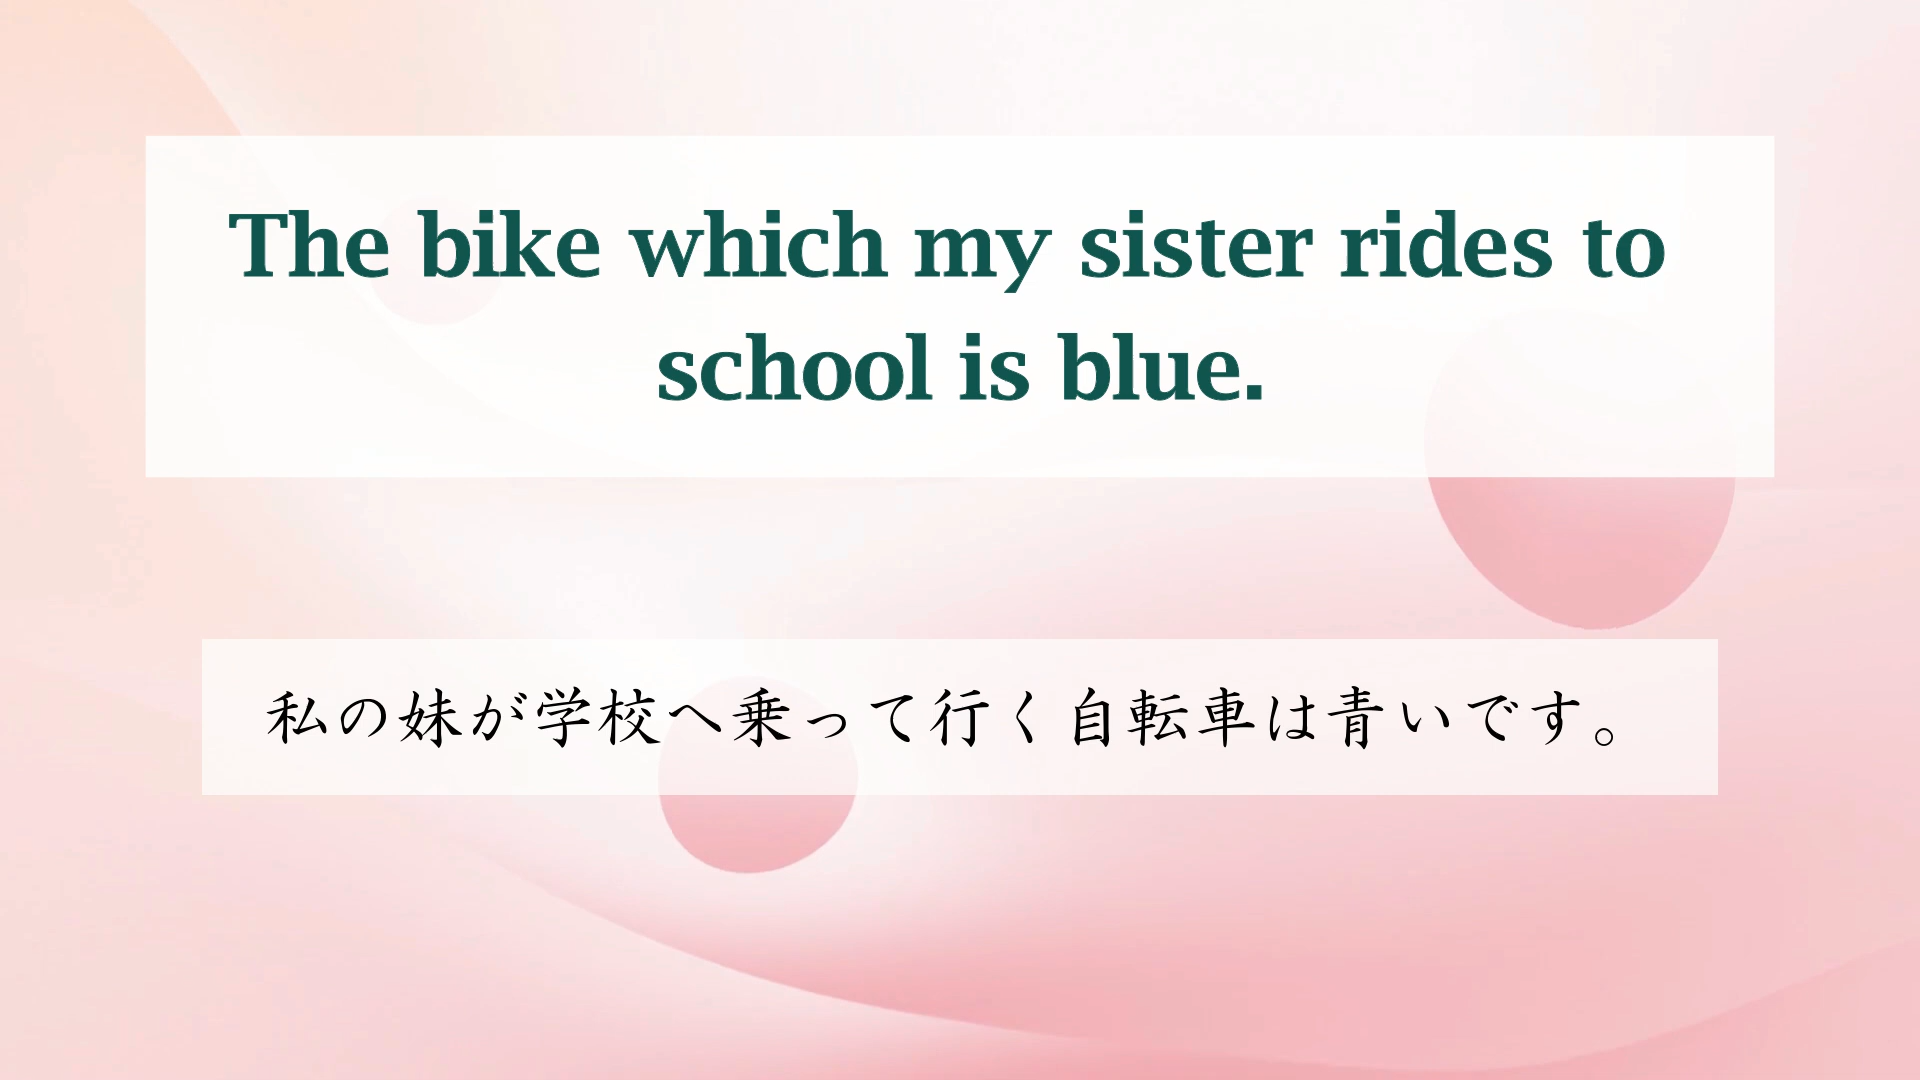 The bike which my sister rides to
school is blue.
私の妹が学校へ乗って行く自転車は青いです。